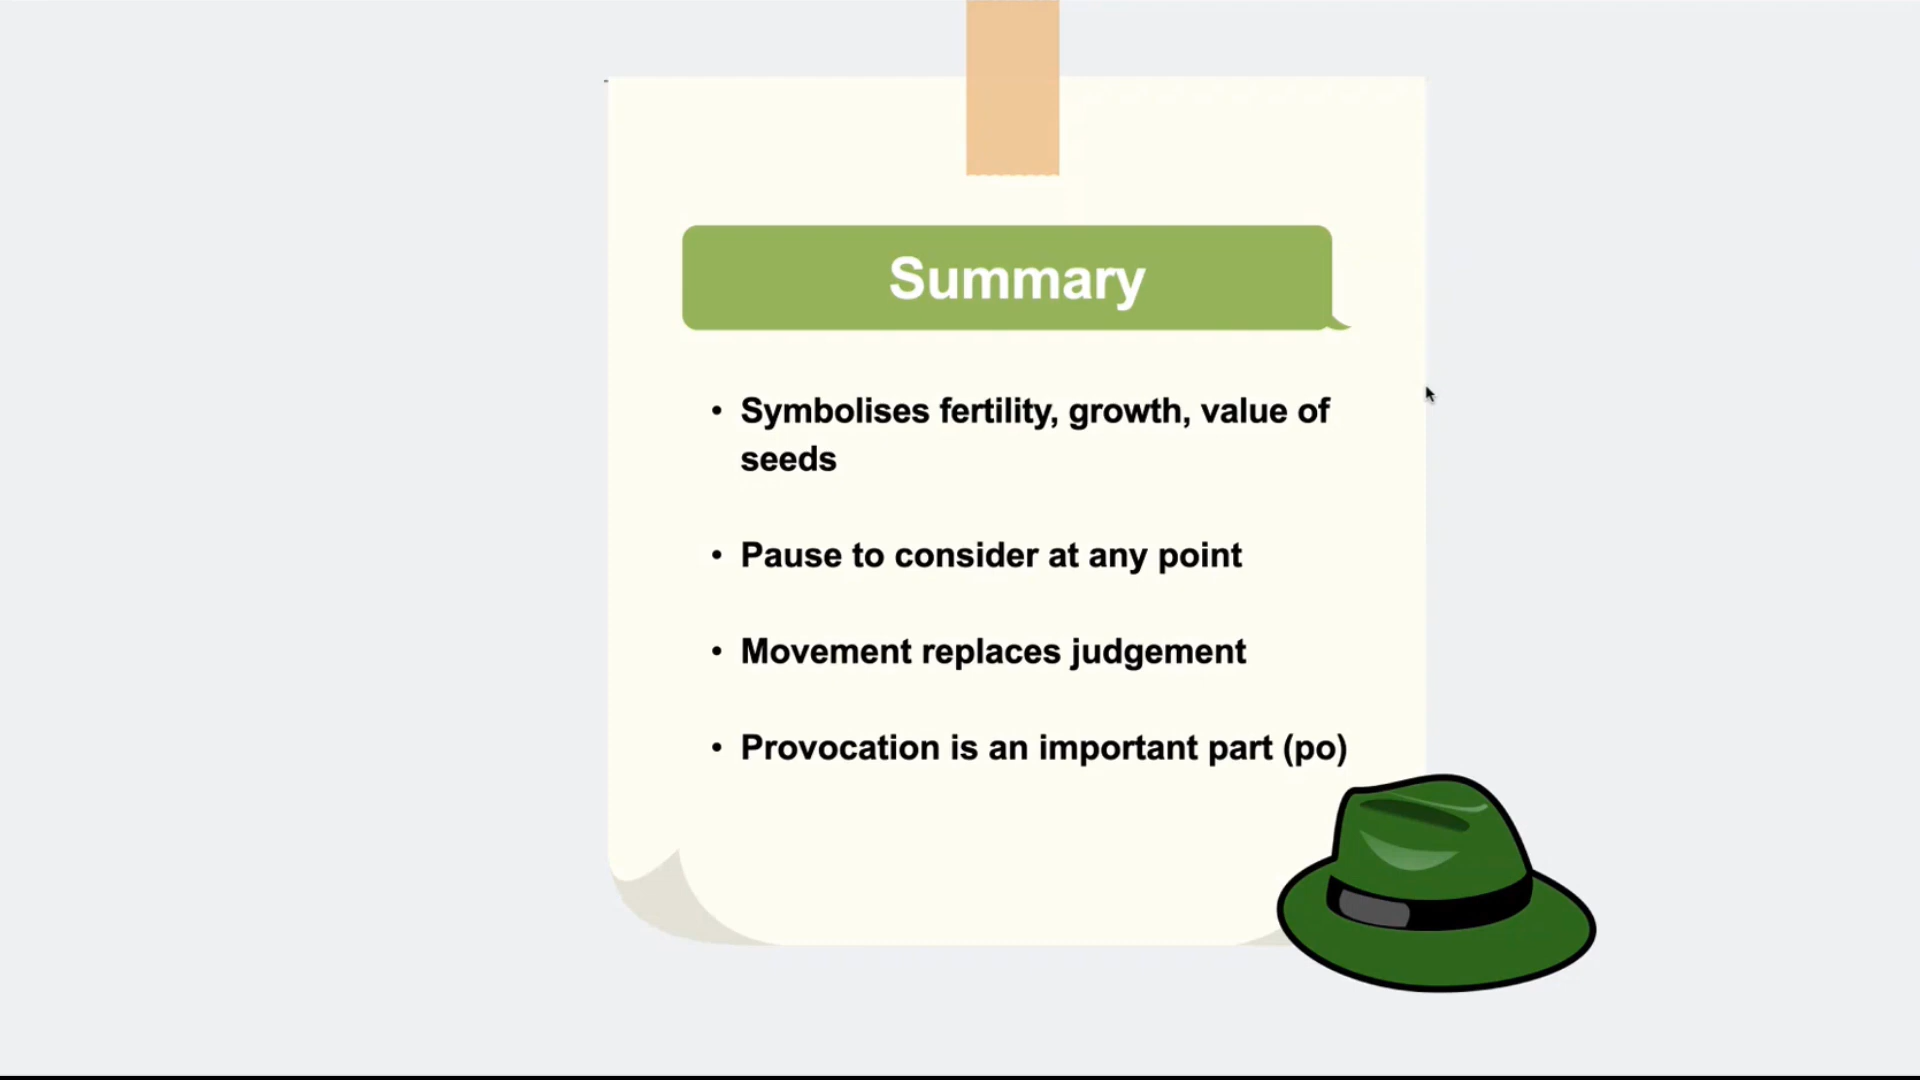 Summary
• Symbolises fertility, growth, value of
seeds
• Pause to consider at any point
• Movement replaces judgement
• Provocation is an important part (po)